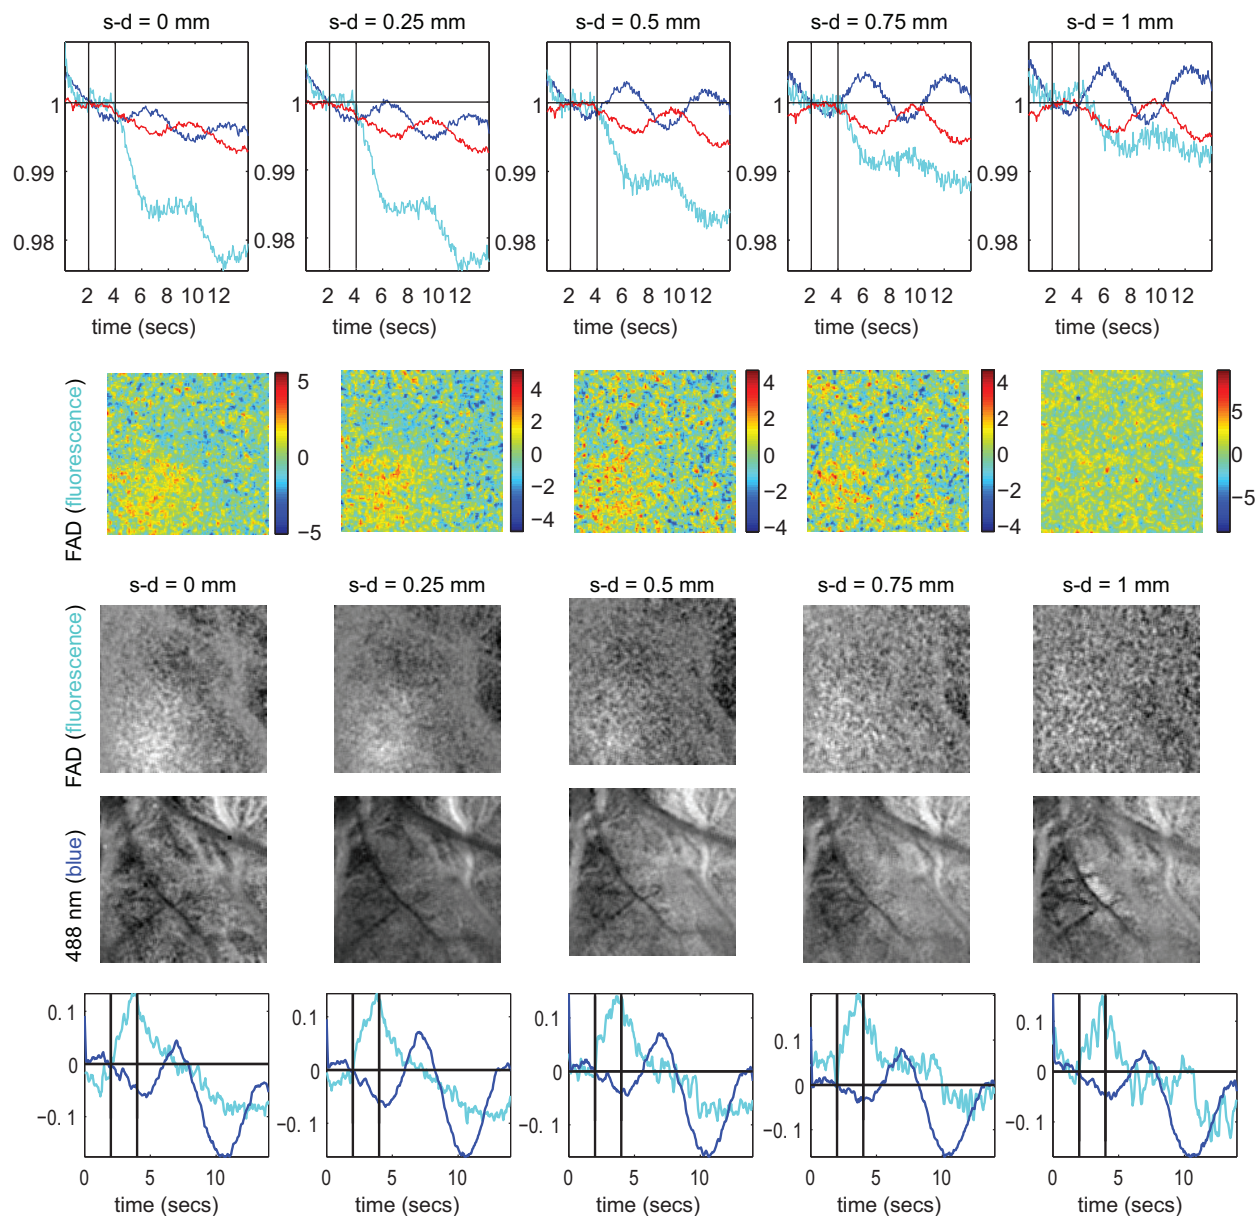 s-d = 0 mm s-d = 0.25 mm s-d = 0.5 mm s-d = 0.75 mm s-d = 1 mm
1 1 1 1 1
0.99 0.99 0.99 0.99 0.99
0.98 0.98 0.98 0.98 0.98
2 4 6 8 10 12 2 4 6 8 10 12 2 4 6 8 10 12 2 4 6 8 10 12 2 4 6 8 10 12
time (secs) time (secs) time (secs) time (secs) time (secs)
FAD (fluorescence)
5 0 −5
4 2 0 −2 −4
4 2 0 −2 −4
4 2 0 −2 −4
5 0 −5
s-d = 0 mm s-d = 0.25 mm s-d = 0.5 mm s-d = 0.75 mm s-d = 1 mm
FAD (fluorescence)
488 nm (blue)
0. 1 0.1 0.1 0.1 0.1
0 0 0 0 0
−0. 1 −0. 1 −0. 1 −0.1 −0. 1
0 5 10 0 5 10 0 5 10 0 5 10 0 5 10
time (secs) time (secs) time (secs) time (secs) time (secs)